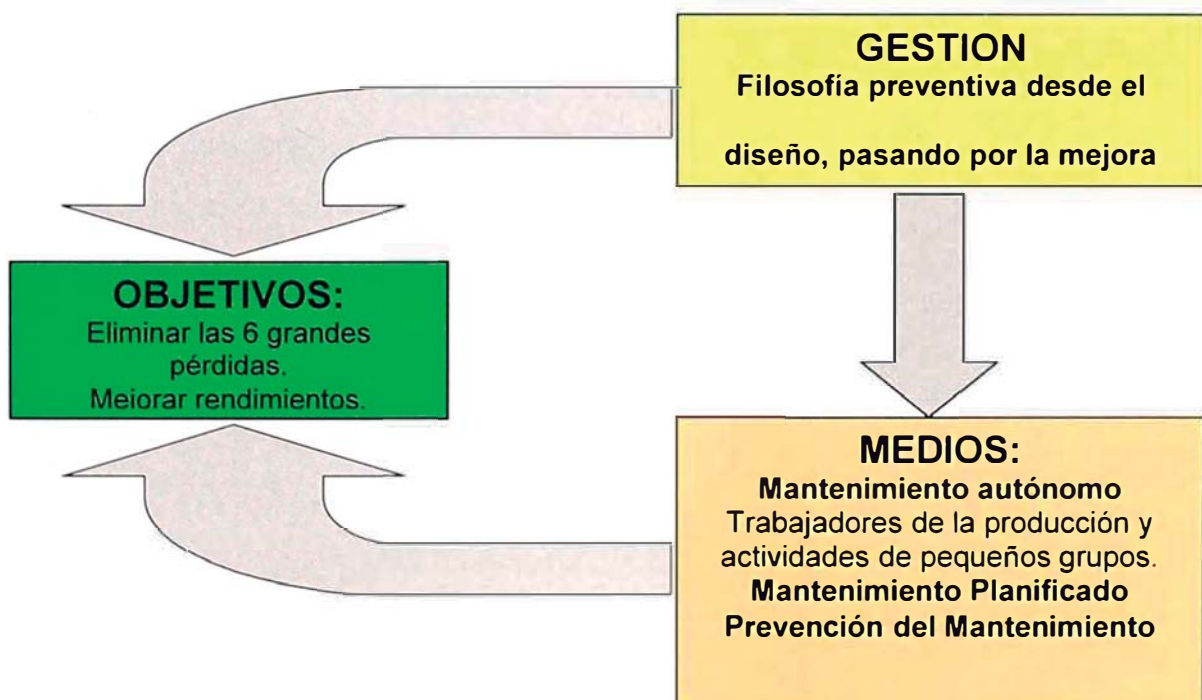 GESTION
Filosofía preventiva desde el
diseño, pasando por la mejora
OBJETIVOS:
Eliminar las 6 grandes
pérdidas.
Meiorar rendimientos.
MEDIOS:
Mantenimiento autónomo
Trabajadores de la producción y
actividades de pequeños grupos.
Mantenimiento Planificado
Prevención del Mantenimiento